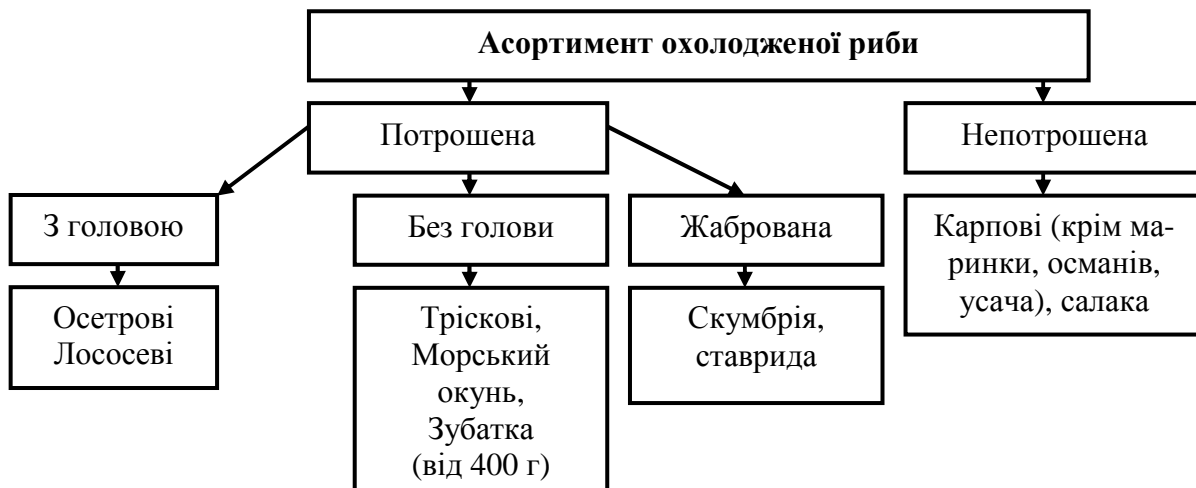 Асортимент охолодженої риби
Потрошена
Непотрошена
З головою
Без голови
Жаброванa
Карпові (крім ма-
ринки, османів,
усача), салака
Осетрові
Лососеві
Тріскові,
Морський
окунь,
Зубатка
(від 400 г)
Скумбрія,
ставрида